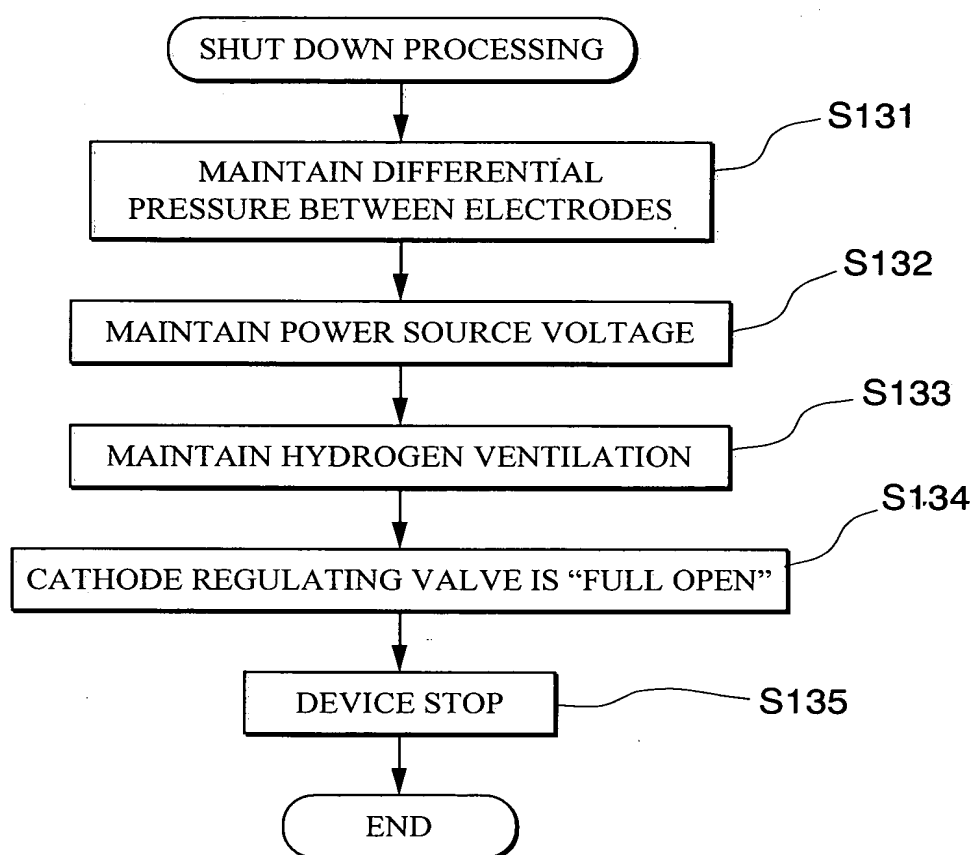 SHUT DOWN PROCESSING
S131
MAINTAIN DIFFERENTIAL
PRESSURE BETWEEN ELECTRODES
S132
MAINTAIN POWER SOURCE VOLTAGE
S133
MAINTAIN HYDROGEN VENTILATION
S134
CATHODE REGULATING VALVE IS “FULL OPEN”
DEVICE STOP
S135
END